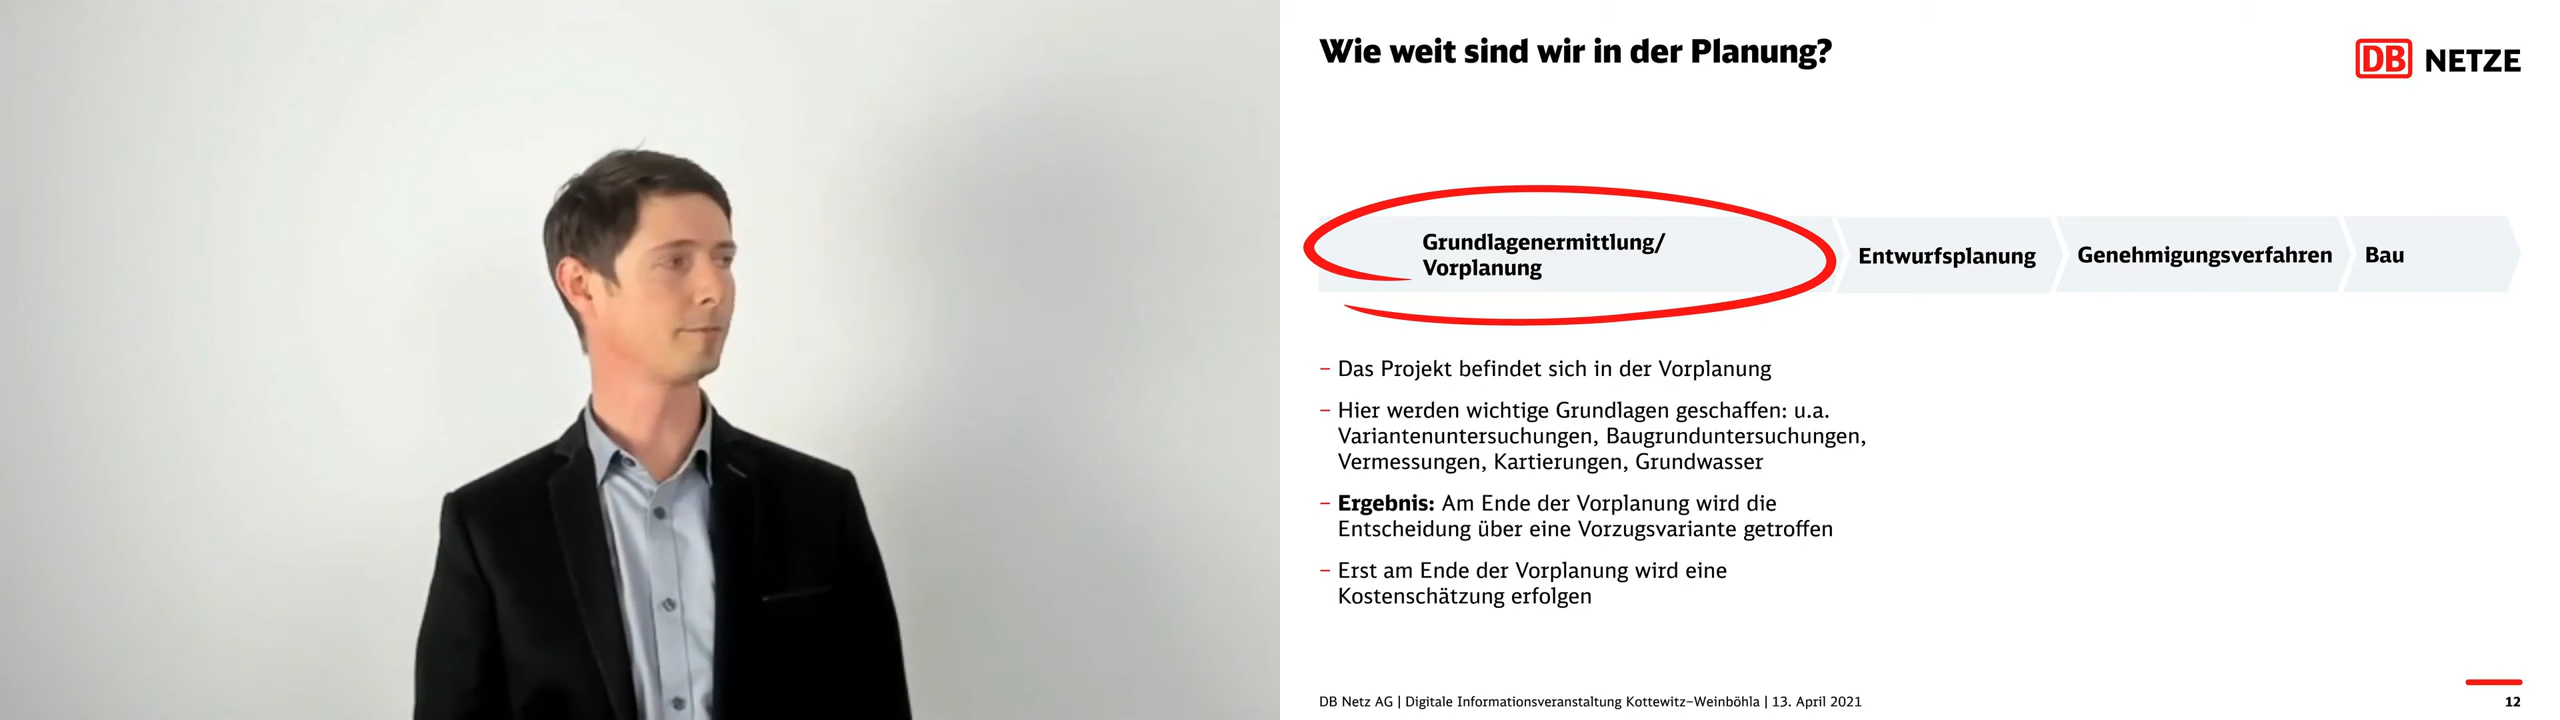 Wie weit sind wir in der Planung?
DB NETZE
Grundlagenermittlung/
Vorplanung
Entwurfsplanung
Genehmigungsverfahren
Bau
– Das Projekt befindet sich in der Vorplanung
– Hier werden wichtige Grundlagen geschaffen: u.a.
Variantenuntersuchungen, Baugrunduntersuchungen,
Vermessungen, Kartierungen, Grundwasser
– Ergebnis: Am Ende der Vorplanung wird die
Entscheidung über eine Vorzugsvariante getroffen
– Erst am Ende der Vorplanung wird eine
Kostenschätzung erfolgen
DB Netz AG | Digitale Informationsveranstaltung Kottewitz–Weinböhla | 13. April 2021
12